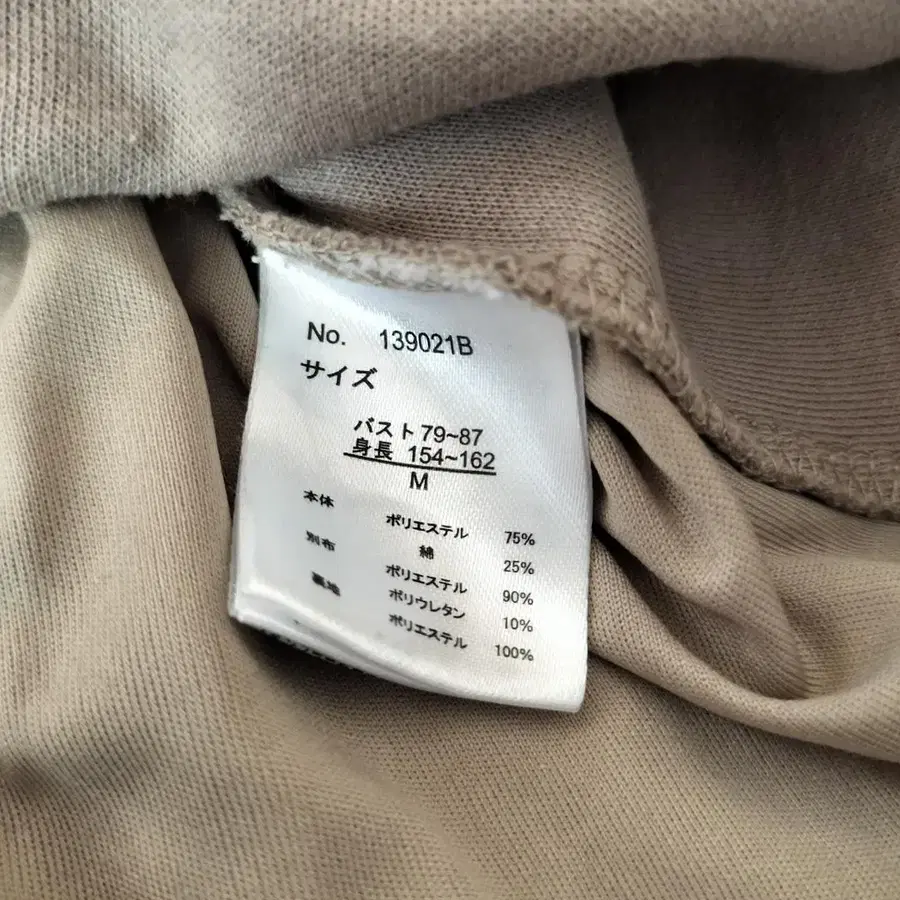 No. 139021B
サイズ
バスト 79~87
身長 154~162
M
本体 ポリエステル 75%
綿 25%
別布 ポリエステル 90%
ポリウレタン 10%
裏地 ポリエステル 100%